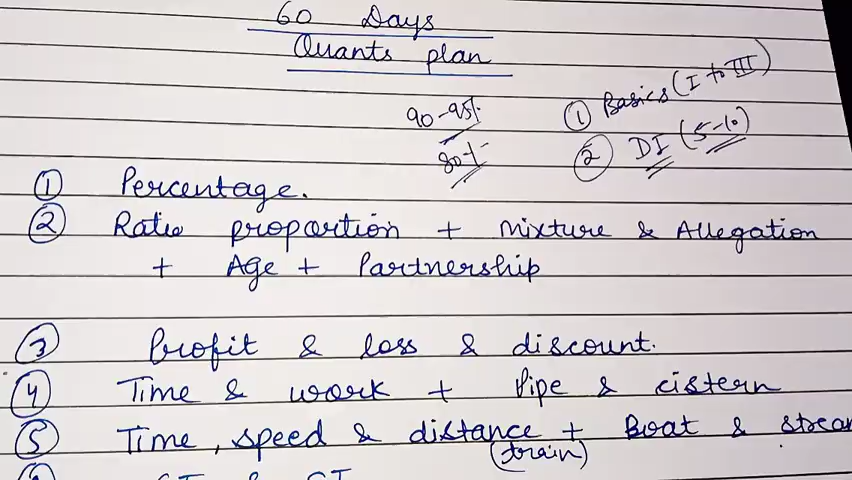 60 Days
Quants plan
90-95%
80%
① Basics (I to III)
② DI (5-10)
① Percentage.
② Ratio proportion + Mixture & Allegation
+ Age + Partnership
③ Profit & loss & discount.
④ Time & work + Pipe & cistern
⑤ Time, speed & distance + Boat & stream
(train)